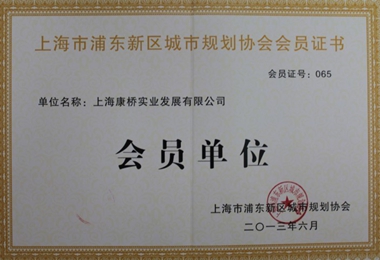 上海市浦东新区城市规划协会会员证书
会员证号：065
单位名称：上海康桥实业发展有限公司
会员单位
上海市浦东新区城市规划协会
二〇一三年六月